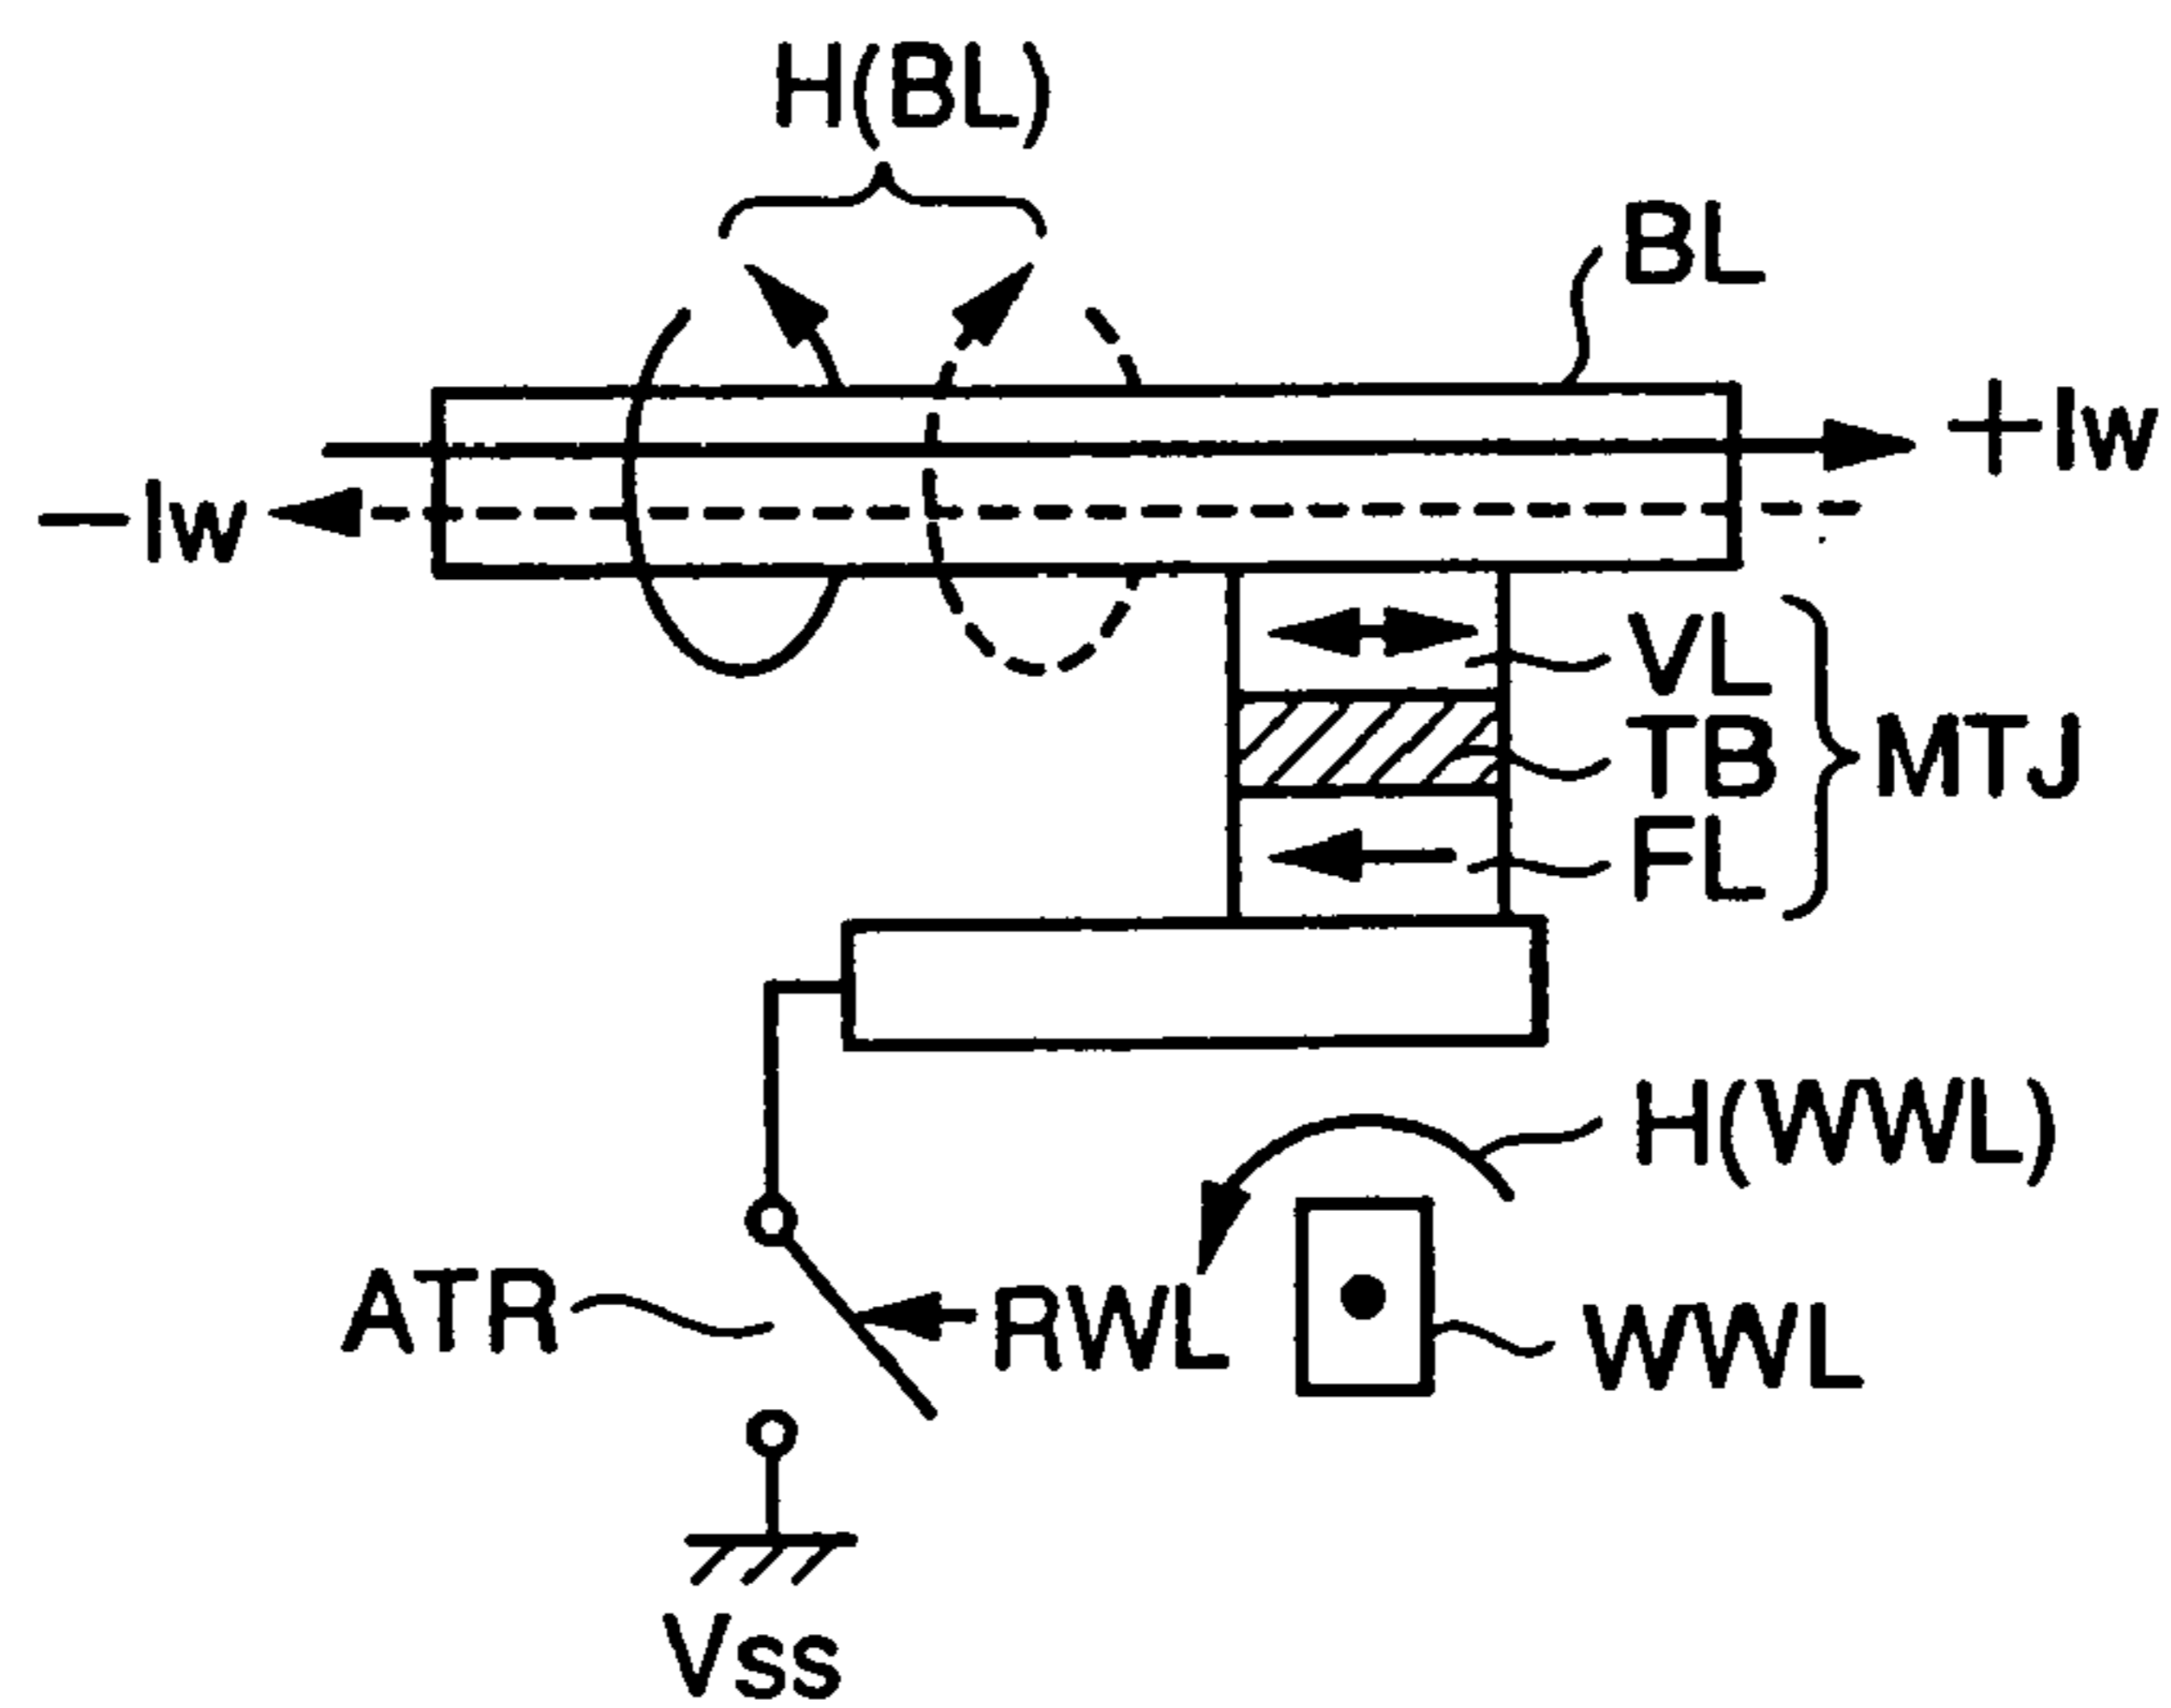 H(BL)
BL
+Iw
−Iw
VL
TB
MTJ
FL
H(WWL)
ATR
RWL
WWL
Vss